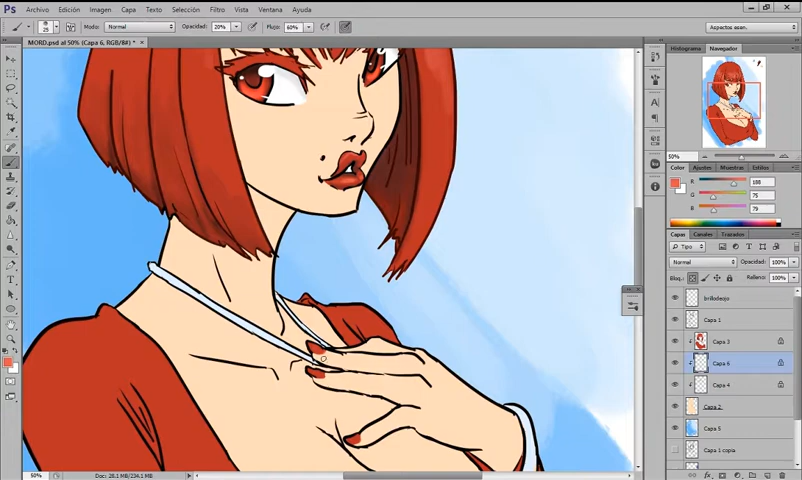 Ps Archivo Edición Imagen Capa Texto Selección Filtro Vista Ventana Ayuda
25 Modo: Normal Opacidad: 20% Flujo: 60% Aspectos esen.
MORD.psd al 50% (Capa 6, RGB/8#) * ×
Histograma Navegador
50%
Color Ajustes Muestras Estilos
R 188
G 75
B 79
Capas Canales Trazados
Tipo
Normal Opacidad: 100%
Bloq.: Relleno: 100%
brillodeojo
Capa 1
Capa 3
Capa 6
Capa 4
Capa 2
Capa 5
Capa 1 copia
50% Doc: 28.1 MB/234.1 MB